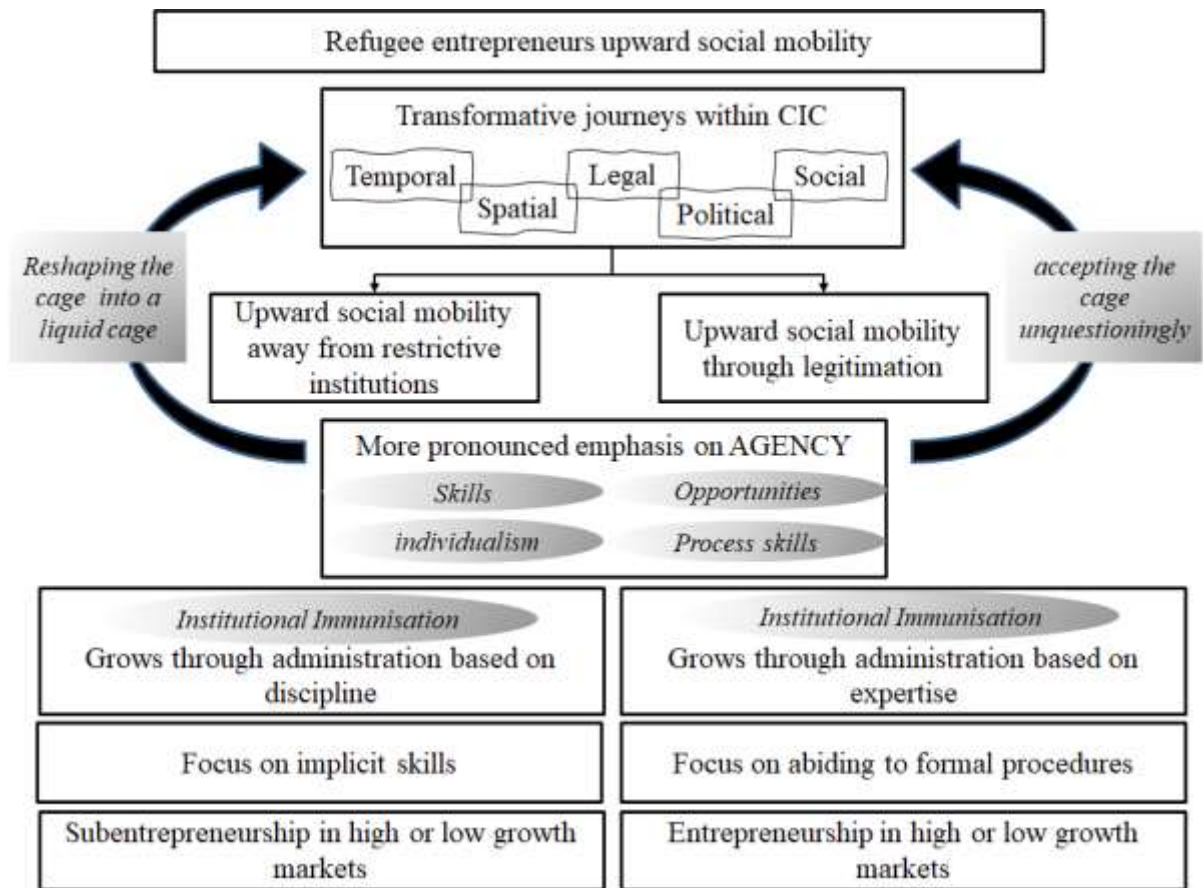 Refugee entrepreneurs upward social mobility
Transformative journeys within CIC
Temporal
Legal
Social
Spatial
Political
Reshaping the
cage into a
liquid cage
accepting the
cage
unquestioningly
Upward social mobility
away from restrictive
institutions
Upward social mobility
through legitimation
More pronounced emphasis on AGENCY
Skills
Opportunities
individualism
Process skills
Institutional Immunisation
Grows through administration based on
discipline
Institutional Immunisation
Grows through administration based on
expertise
Focus on implicit skills
Focus on abiding to formal procedures
Subentrepreneurship in high or low growth
markets
Entrepreneurship in high or low growth
markets